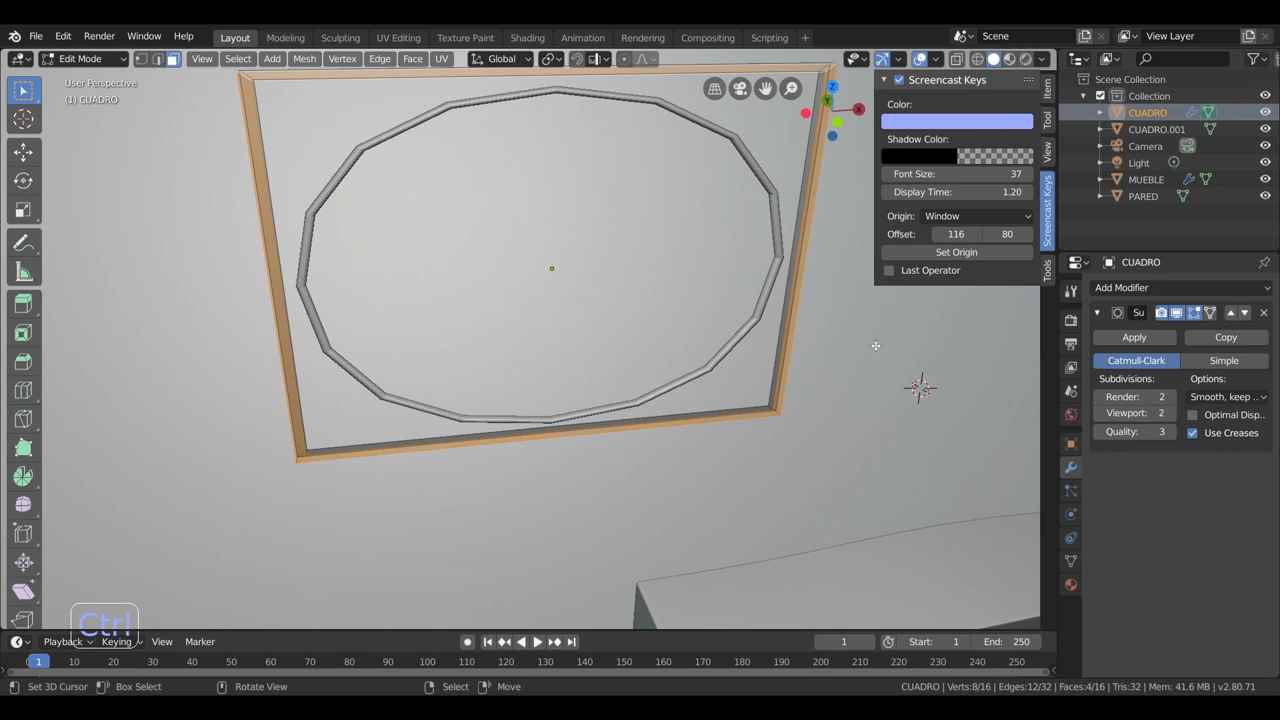 File Edit Render Window Help Layout Modeling Sculpting UV Editing Texture Paint Shading Animation Rendering Compositing Scripting + Scene View Layer
Edit Mode View Select Add Mesh Vertex Edge Face UV Global
User Perspective
(1) CUADRO
Z
Y
X
Screencast Keys
Color:
Shadow Color:
Font Size: 37
Display Time: 1.20
Origin: Window
Offset: 116 80
Set Origin
Last Operator
Item
Tool
View
Screencast Keys
Tools
Scene Collection
Collection
CUADRO
CUADRO.001
Camera
Light
MUEBLE
PARED
CUADRO
Add Modifier
Su
Apply Copy
Catmull-Clark Simple
Subdivisions: Options:
Render: 2 Smooth, keep ..
Viewport: 2 Optimal Disp..
Quality: 3 Use Creases
Ctrl
Playback Keying View Marker 1 Start: 1 End: 250
1 10 20 30 40 50 60 70 80 90 100 110 120 130 140 150 160 170 180 190 200 210 220 230 240 250
Set 3D Cursor Box Select Rotate View Select Move CUADRO | Verts:8/16 | Edges:12/32 | Faces:4/16 | Tris:32 | Mem: 41.6 MB | v2.80.71